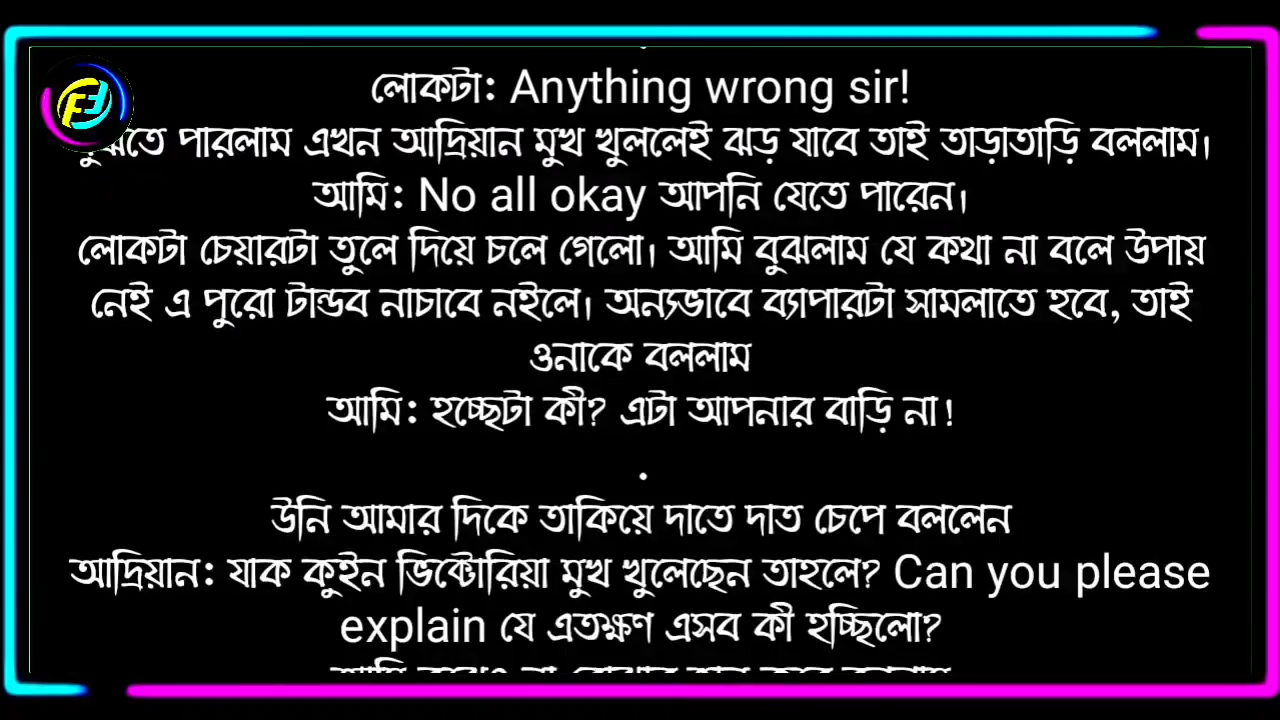 লোকটা: Anything wrong sir!
পারলাম এখন আদ্রিয়ান মুখ খুললেই ঝড় যাবে তাই তাড়াতাড়ি বললাম।
আমি: No all okay আপনি যেতে পারেন।
লোকটা চেয়ারটা তুলে দিয়ে চলে গেলো। আমি বুঝলাম যে কথা না বলে উপায়
নেই এ পুরো টান্ডব নাচাবে নইলে। অন্যভাবে ব্যাপারটা সামলাতে হবে, তাই
ওনাকে বললাম
আমি: হচ্ছেটা কী? এটা আপনার বাড়ি না!
.
উনি আমার দিকে তাকিয়ে দাতে দাত চেপে বললেন
আদ্রিয়ান: যাক কুইন ভিক্টোরিয়া মুখ খুলেছেন তাহলে? Can you please
explain যে এতক্ষণ এসব কী হচ্ছিলো?